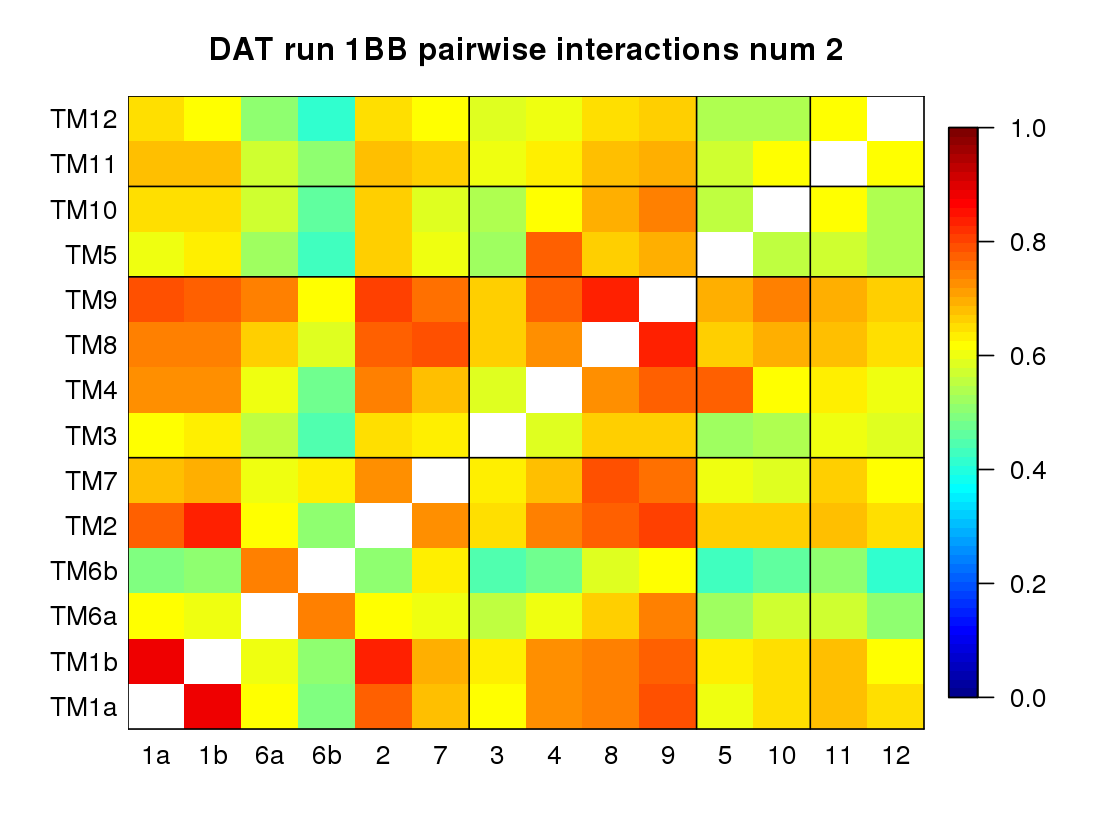 DAT run 1BB pairwise interactions num 2
TM12
TM11
TM10
TM5
TM9
TM8
TM4
TM3
TM7
TM2
TM6b
TM6a
TM1b
TM1a
1a 1b 6a 6b 2 7 3 4 8 9 5 10 11 12
1.0
0.8
0.6
0.4
0.2
0.0